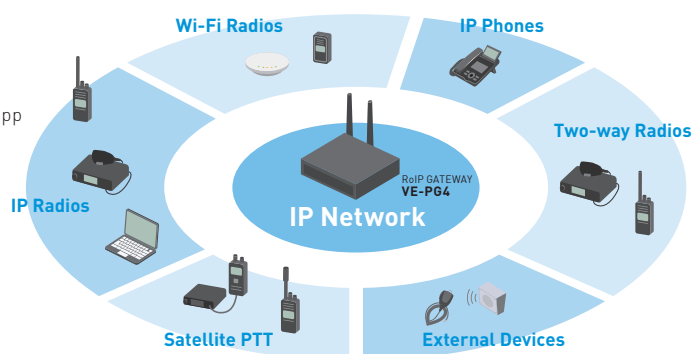 Wi-Fi Radios
IP Phones
pp
Two-way Radios
RoIP GATEWAY
VE-PG4
IP Radios
IP Network
Satellite PTT
External Devices